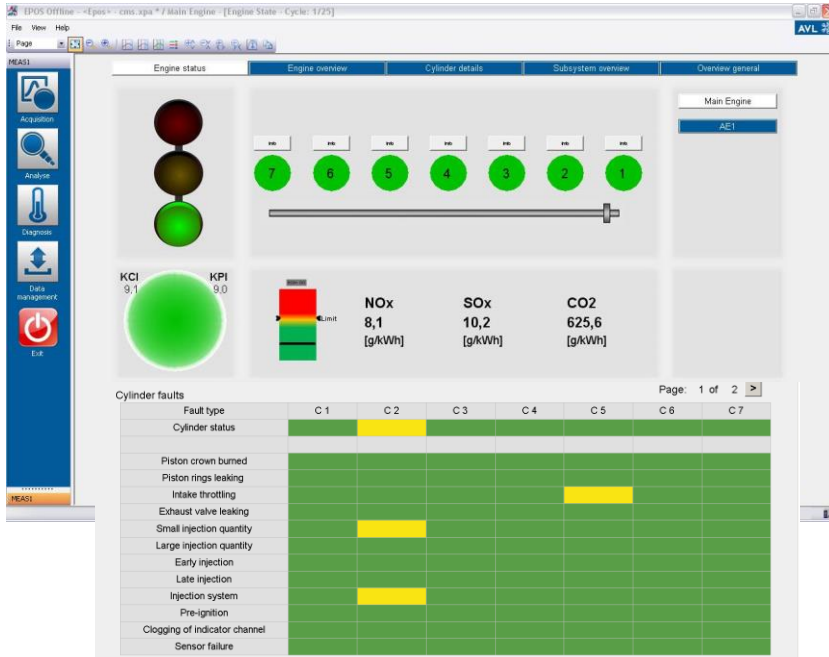 EPOS Offline - <Epos> - cms.xpa * / Main Engine - [Engine State - Cycle: 1/25]
File View Help
AVL
Page
MEAS1
Engine status Engine overview Cylinder details Subsystem overview Overview general
Acquisition
Analyse
Diagnosis
Data
management
Exit
MEAS1
Info Info Info Info Info Info Info
7 6 5 4 3 2 1
Main Engine
AE1
KCI KPI
9,1 9,0
Limit
NOx SOx CO2
8,1 10,2 625,6
[g/kWh] [g/kWh] [g/kWh]
Page: 1 of 2 >
Cylinder faults
Fault type C 1 C 2 C 3 C 4 C 5 C 6 C 7
Cylinder status
Piston crown burned
Piston rings leaking
Intake throttling
Exhaust valve leaking
Small injection quantity
Large injection quantity
Early injection
Late injection
Injection system
Pre-ignition
Clogging of indicator channel
Sensor failure